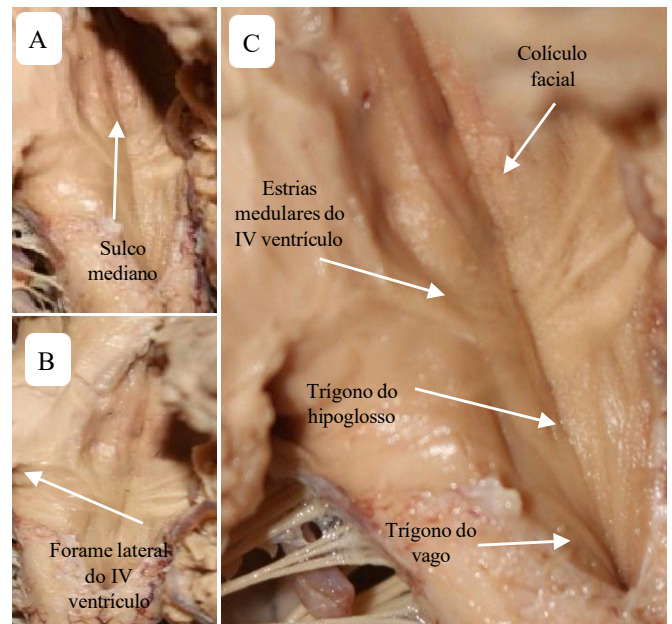 A
Sulco
mediano
B
Forame lateral
do IV
ventrículo
C
Colículo
facial
Estrias
medulares do
IV ventrículo
Trígono do
hipoglosso
Trígono do
vago